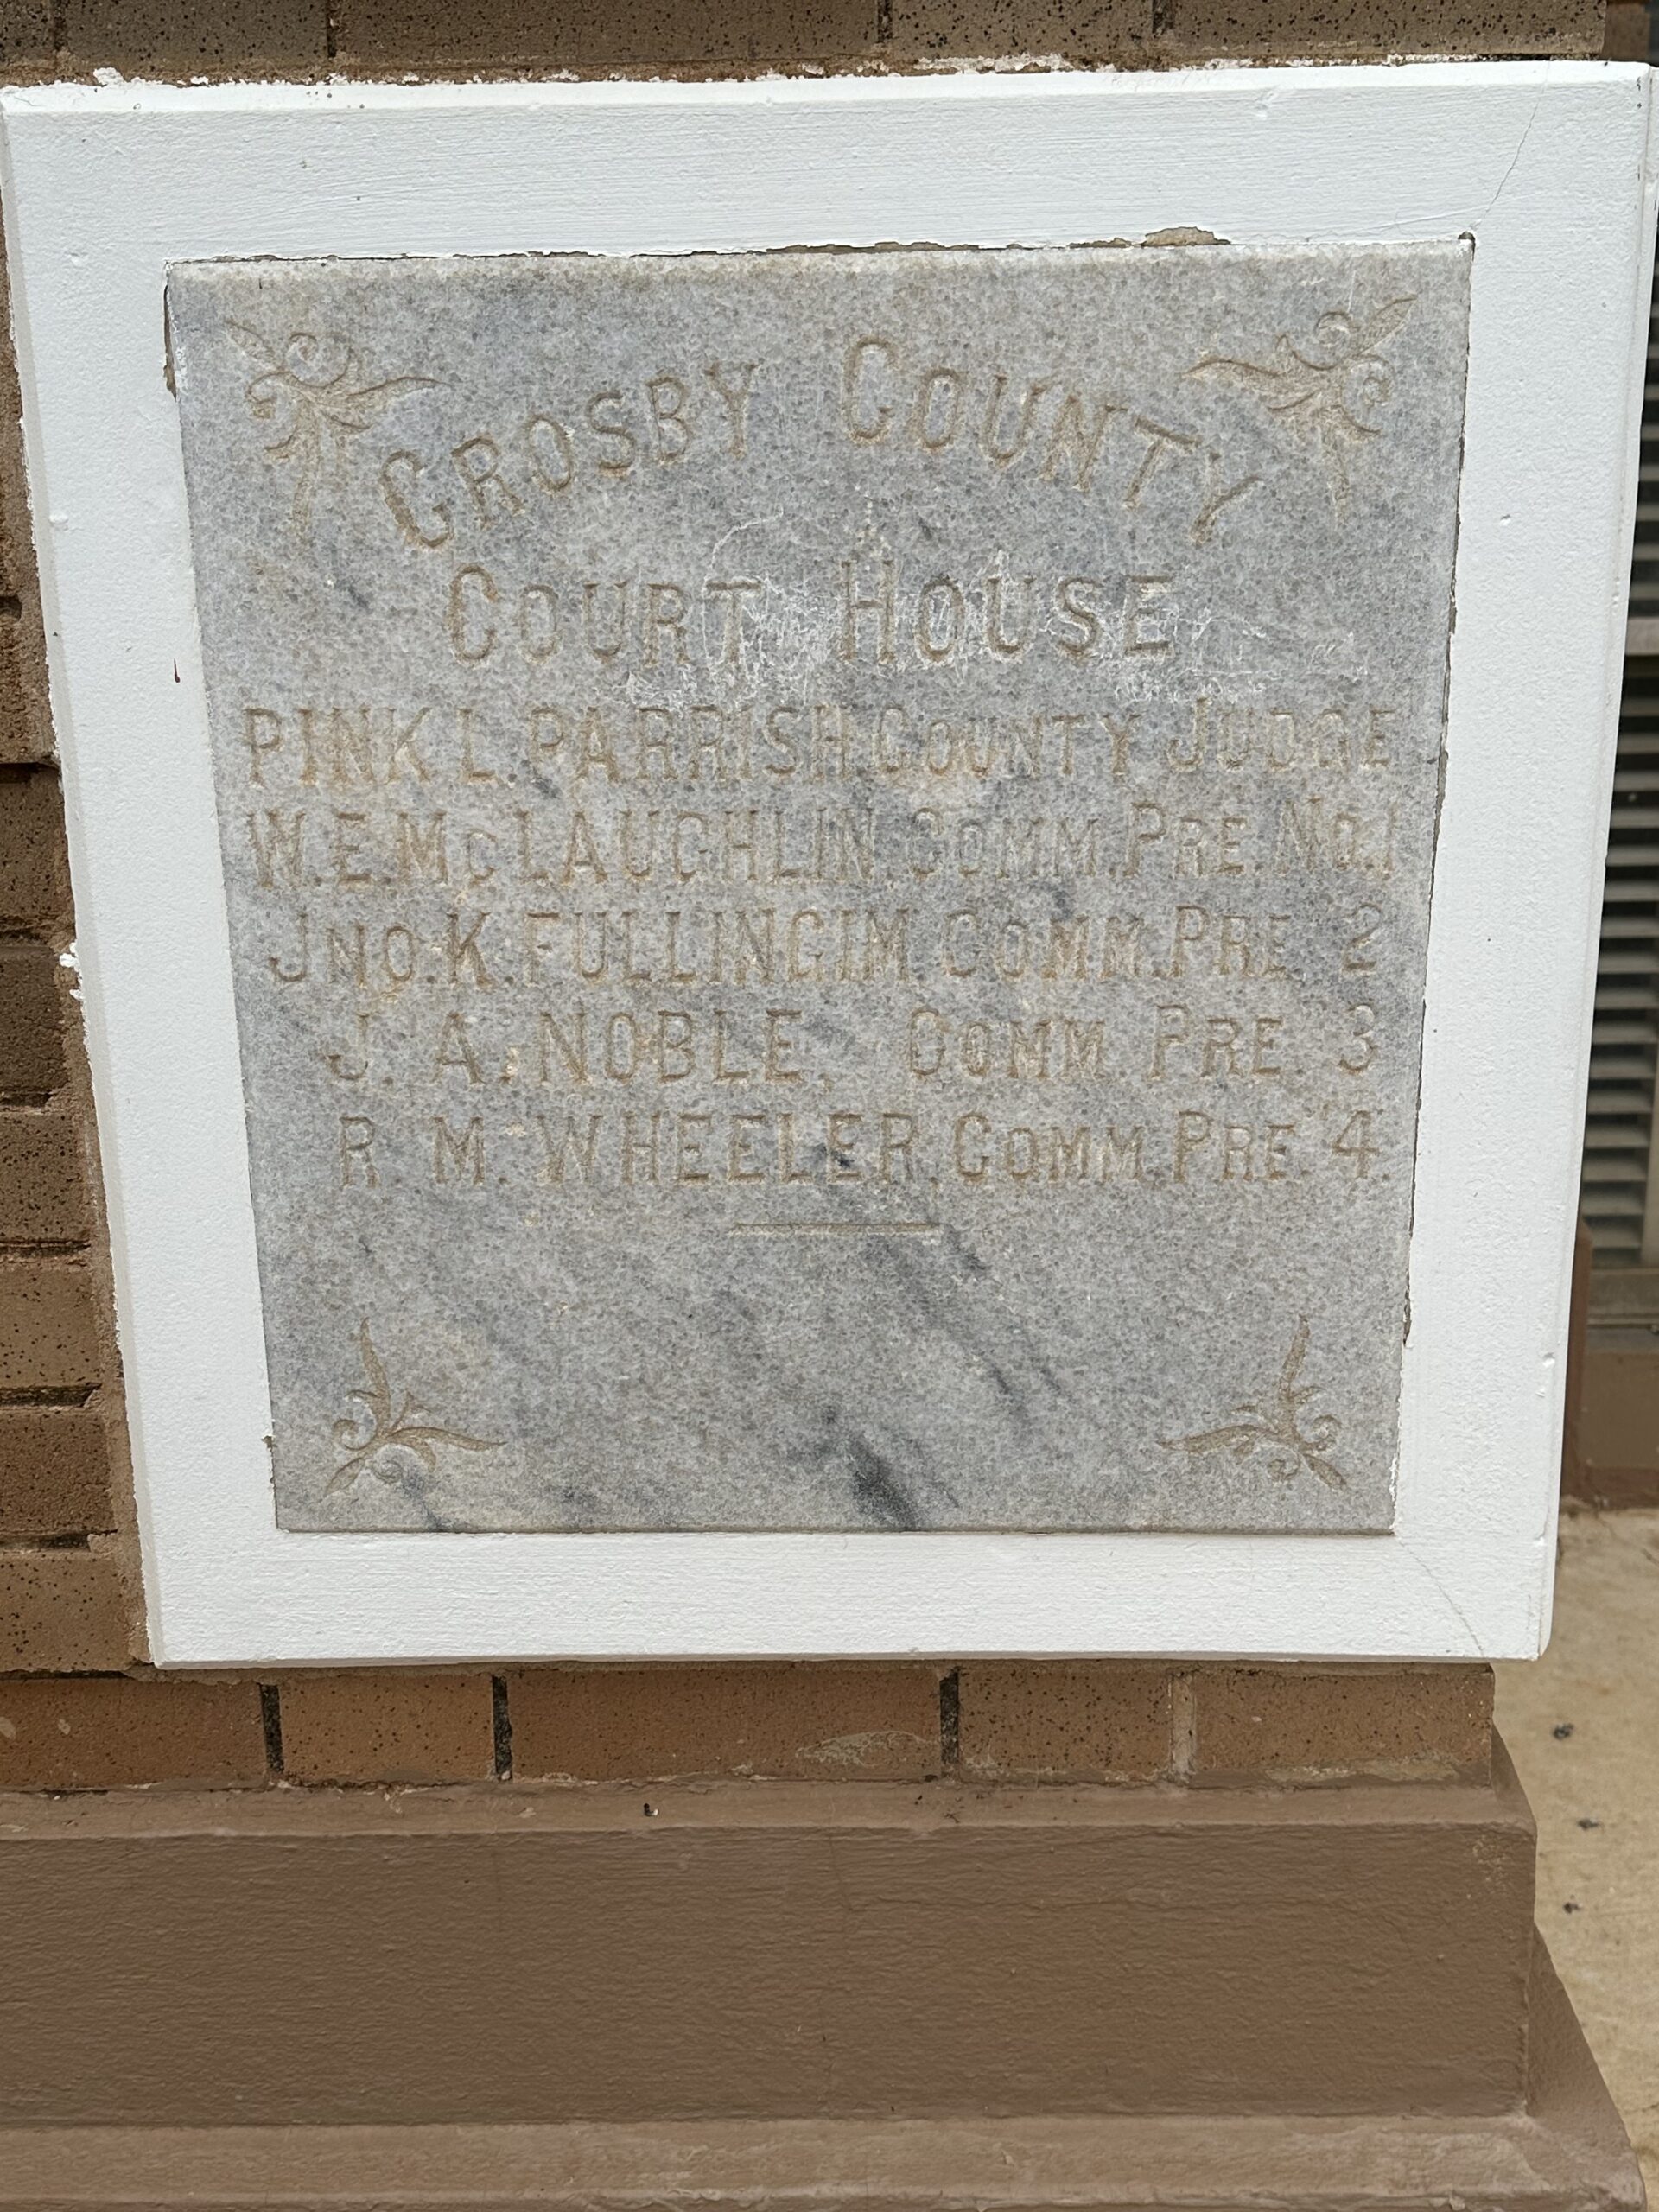 CROSBY COUNTY
COURT HOUSE
PINK L. PARRISH COUNTY JUDGE
W.E. McLAUGHLIN. COMM. PRE. No. 1
JNO. K. FULLINGIM COMM. PRE 2
J. A. NOBLE, COMM. PRE. 3
R. M. WHEELER, COMM. PRE. 4.